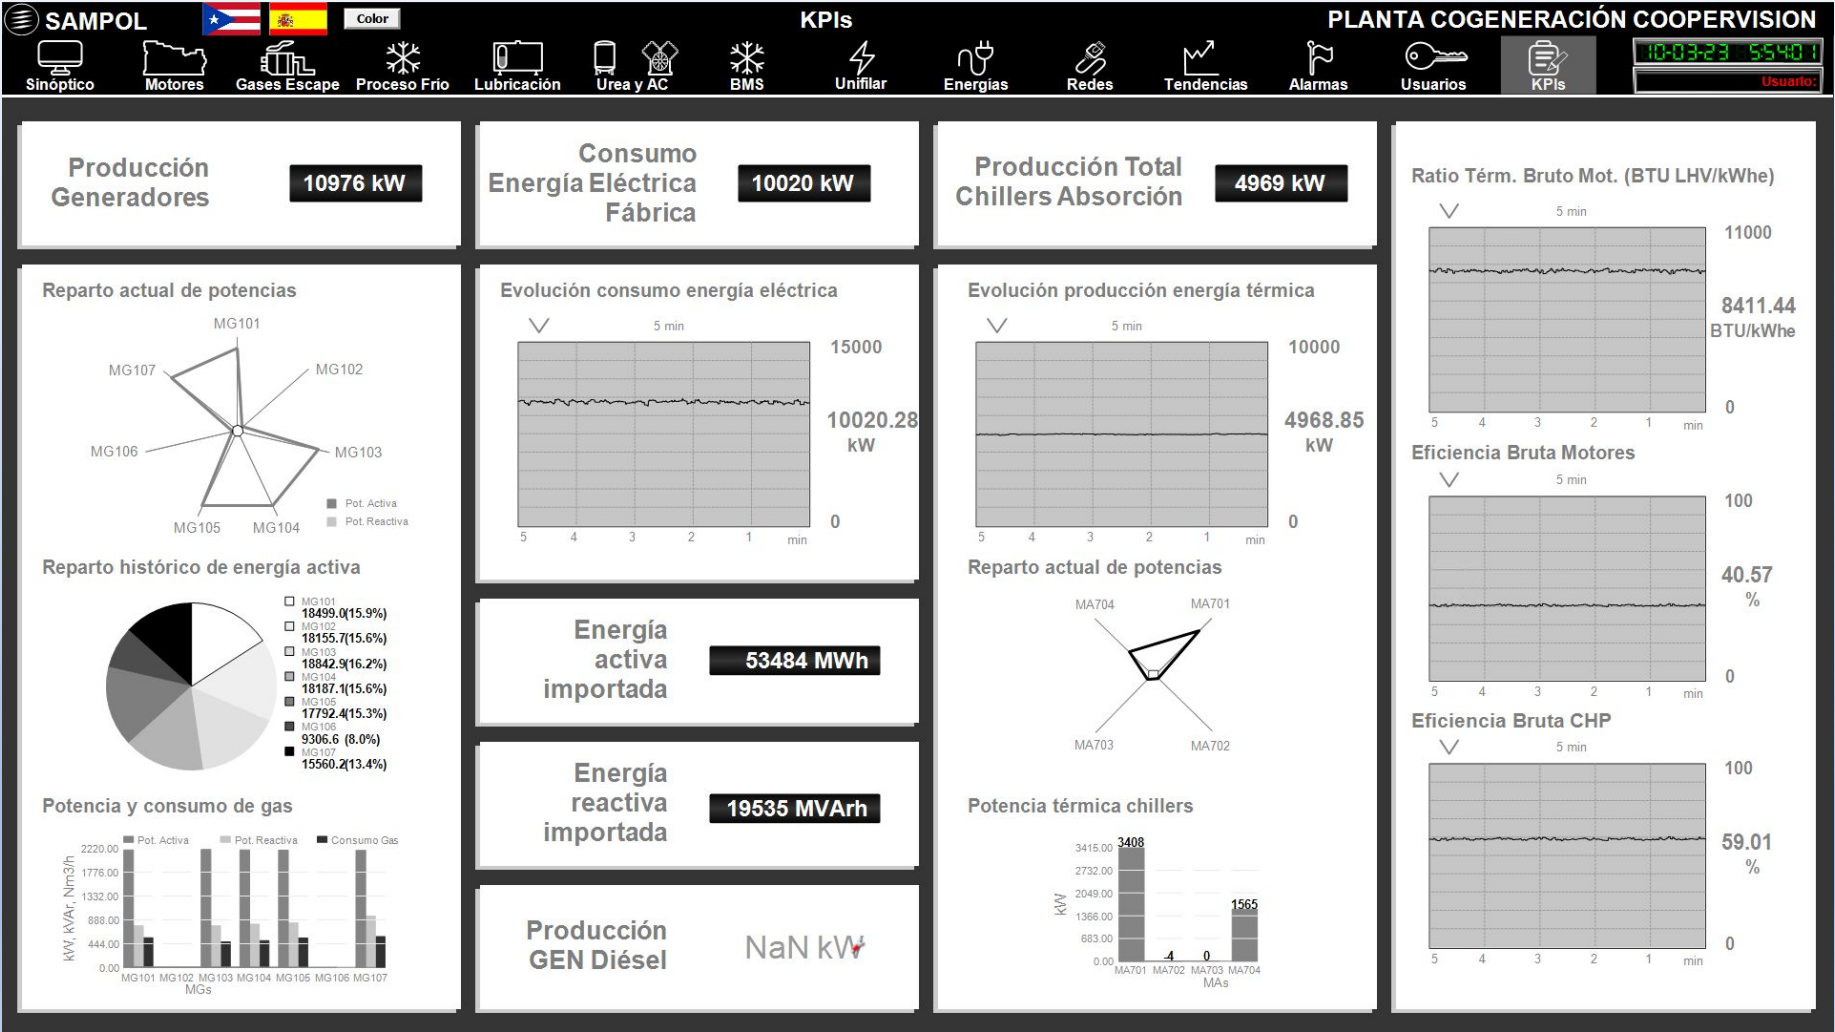 SAMPOL
Color
KPIs
PLANTA COGENERACIÓN COOPERVISION
Sinóptico
Motores
Gases Escape
Proceso Frío
Lubricación
Urea y AC
BMS
Unifilar
Energías
Redes
Tendencias
Alarmas
Usuarios
KPIs
10-03-23 5:54:01
Usuario:
Producción
Generadores
10976 kW
Consumo
Energía Eléctrica
Fábrica
10020 kW
Producción Total
Chillers Absorción
4969 kW
Reparto actual de potencias
MG101
MG107
MG102
MG106
MG103
MG105
MG104
Pot. Activa
Pot. Reactiva
Reparto histórico de energía activa
MG101
18499.0(15.9%)
MG102
18155.7(15.6%)
MG103
18842.9(16.2%)
MG104
18187.1(15.6%)
MG105
17792.4(15.3%)
MG106
9306.6 (8.0%)
MG107
15560.2(13.4%)
Potencia y consumo de gas
Pot. Activa
Pot. Reactiva
Consumo Gas
kW, kVAr, Nm3/h
2220.00
1776.00
1332.00
888.00
444.00
0.00
MG101 MG102 MG103 MG104 MG105 MG106 MG107
MGs
Evolución consumo energía eléctrica
5 min
15000
10020.28
kW
0
5 4 3 2 1 min
Energía
activa
importada
53484 MWh
Energía
reactiva
importada
19535 MVArh
Producción
GEN Diésel
NaN kW
Evolución producción energía térmica
5 min
10000
4968.85
kW
0
5 4 3 2 1 min
Reparto actual de potencias
MA704
MA701
MA703
MA702
Potencia térmica chillers
kW
3415.00
2732.00
2049.00
1366.00
683.00
0.00
3408
-4
0
1565
MA701 MA702 MA703 MA704
MAs
Ratio Térm. Bruto Mot. (BTU LHV/kWhe)
5 min
11000
8411.44
BTU/kWhe
0
5 4 3 2 1 min
Eficiencia Bruta Motores
5 min
100
40.57
%
0
5 4 3 2 1 min
Eficiencia Bruta CHP
5 min
100
59.01
%
0
5 4 3 2 1 min